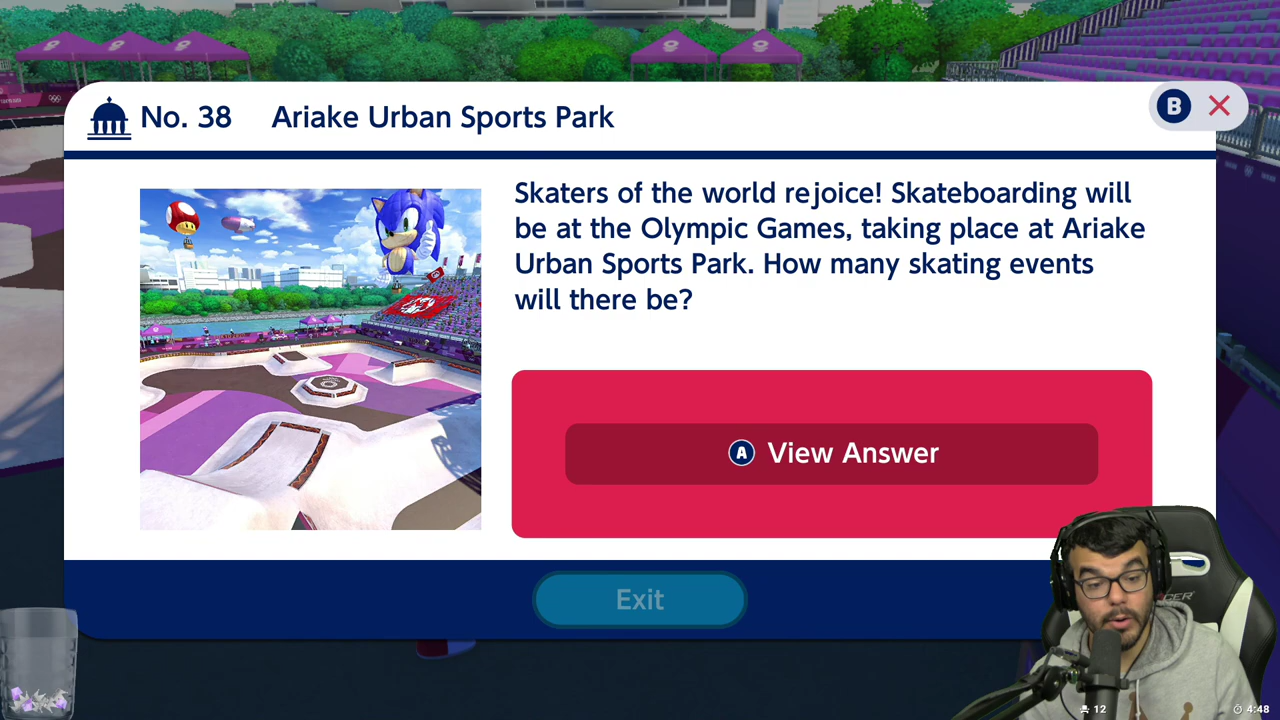 No. 38 Ariake Urban Sports Park
B
Skaters of the world rejoice! Skateboarding will
be at the Olympic Games, taking place at Ariake
Urban Sports Park. How many skating events
will there be?
A View Answer
Exit
12
4:48